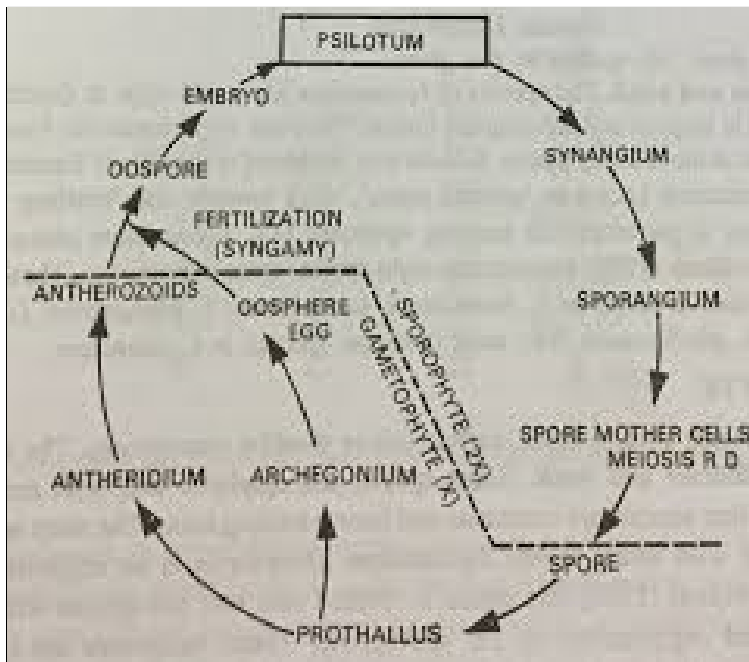 PSILOTUM
EMBRYO
SYNANGIUM
OOSPORE
FERTILIZATION
(SYNGAMY)
ANTHEROZOIDS
OOSPHERE
EGG
SPORANGIUM
SPOROPHYTE (2X)
GAMETOPHYTE (X)
SPORE MOTHER CELLS
MEIOSIS R D
ANTHERIDIUM
ARCHEGONIUM
SPORE
PROTHALLUS